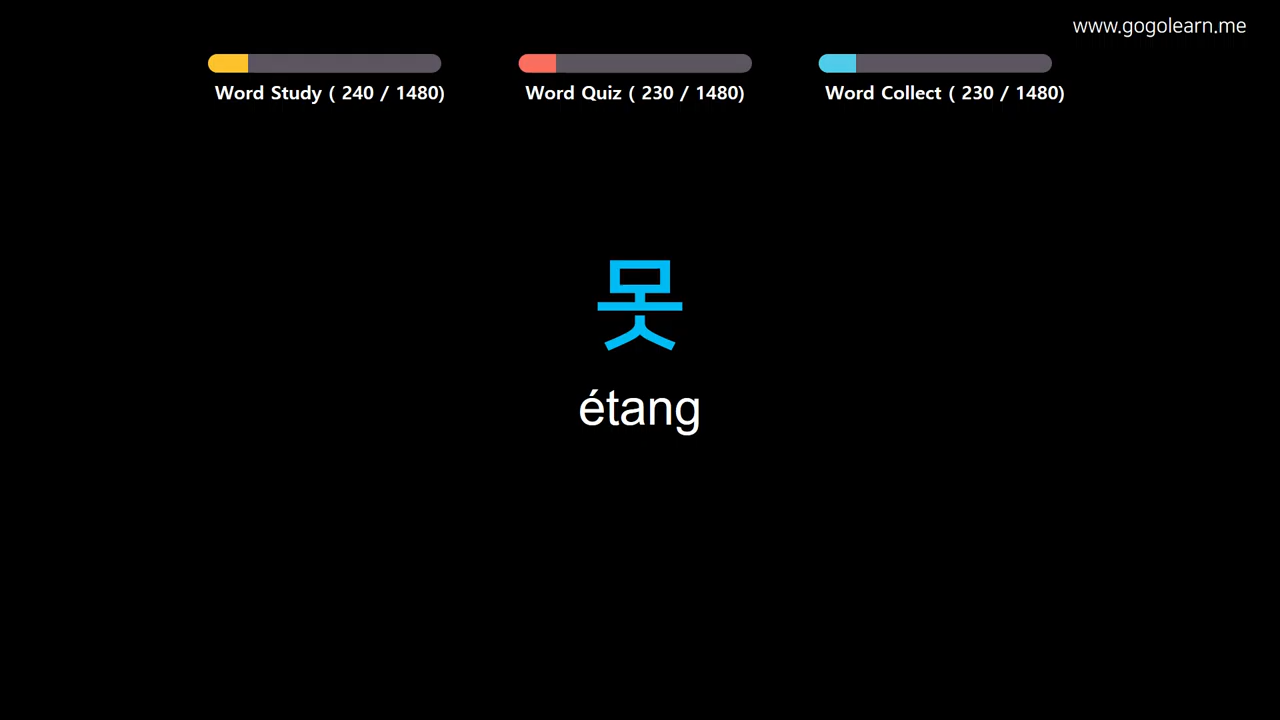 www.gogolearn.me
Word Study ( 240 / 1480)
Word Quiz ( 230 / 1480)
Word Collect ( 230 / 1480)
못
étang